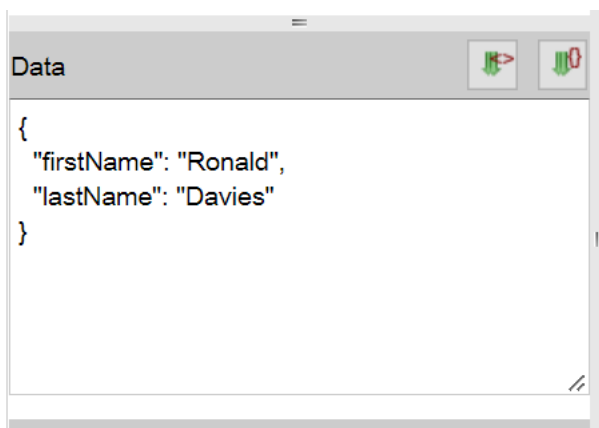 Data
<>
{}
{
"firstName": "Ronald",
"lastName": "Davies"
}